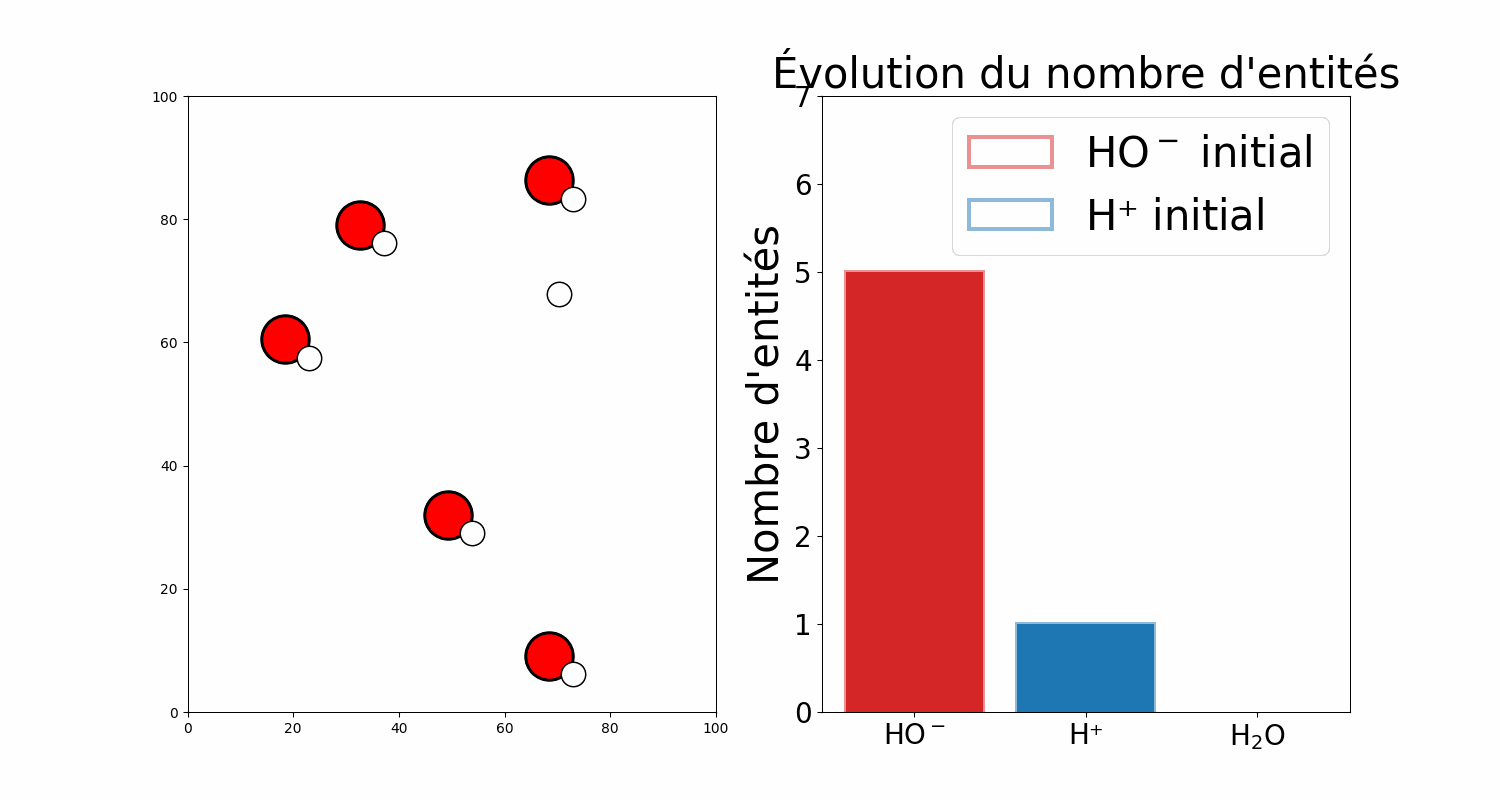 100
80
60
40
20
0
0 20 40 60 80 100
Évolution du nombre d'entités
HO⁻ initial
H⁺ initial
Nombre d'entités
7
6
5
4
3
2
1
0
HO⁻ H⁺ H₂O